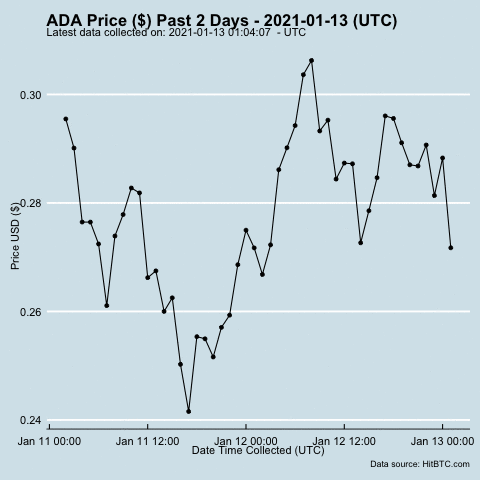 ADA Price ($) Past 2 Days - 2021-01-13 (UTC)
Latest data collected on: 2021-01-13 01:04:07 - UTC
0.30
0.28
0.26
0.24
Price USD ($)
Jan 11 00:00 Jan 11 12:00 Jan 12 00:00 Jan 12 12:00 Jan 13 00:00
Date Time Collected (UTC)
Data source: HitBTC.com